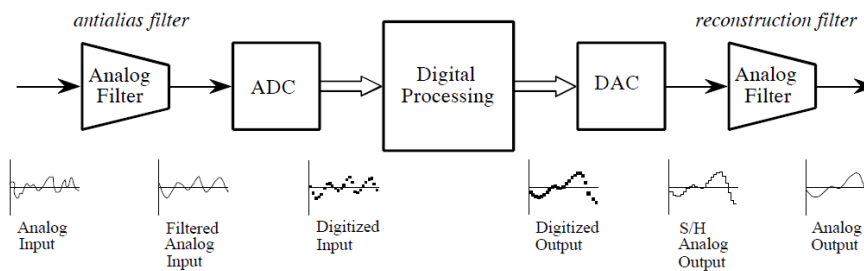 antialias filter
reconstruction filter
Analog
Filter
ADC
Digital
Processing
DAC
Analog
Filter
Analog
Input
Filtered
Analog
Input
Digitized
Input
Digitized
Output
S/H
Analog
Output
Analog
Output